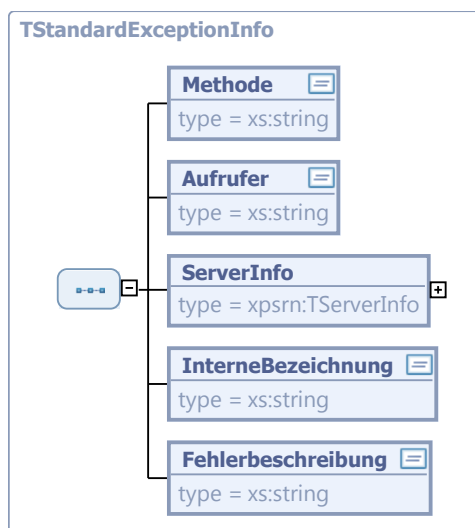 TStandardExceptionInfo
Methode
type = xs:string
Aufrufer
type = xs:string
ServerInfo
type = xpsrn:TServerInfo
InterneBezeichnung
type = xs:string
Fehlerbeschreibung
type = xs:string